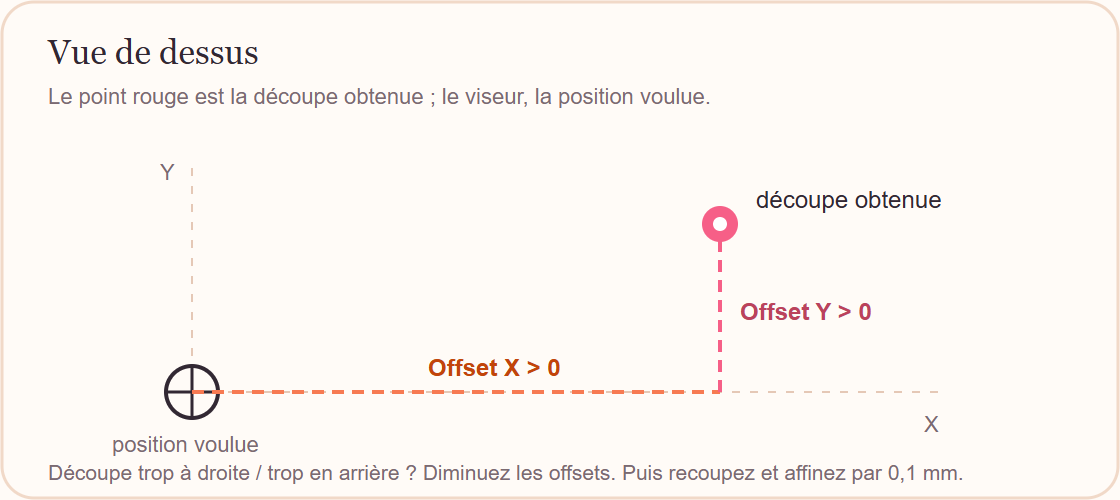 Vue de dessus
Le point rouge est la découpe obtenue ; le viseur, la position voulue.
Y
découpe obtenue
Offset Y > 0
Offset X > 0
X
position voulue
Découpe trop à droite / trop en arrière ? Diminuez les offsets. Puis recoupez et affinez par 0,1 mm.